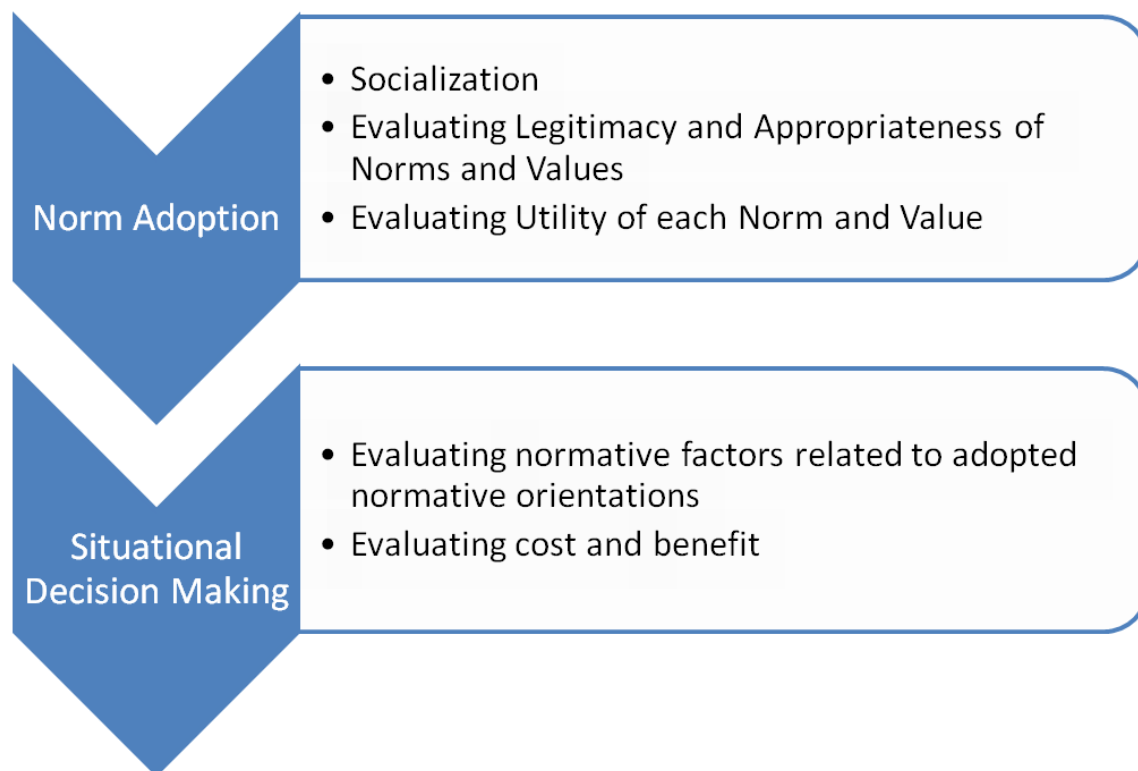 Norm Adoption
• Socialization
• Evaluating Legitimacy and Appropriateness of
Norms and Values
• Evaluating Utility of each Norm and Value
Situational
Decision Making
• Evaluating normative factors related to adopted
normative orientations
• Evaluating cost and benefit